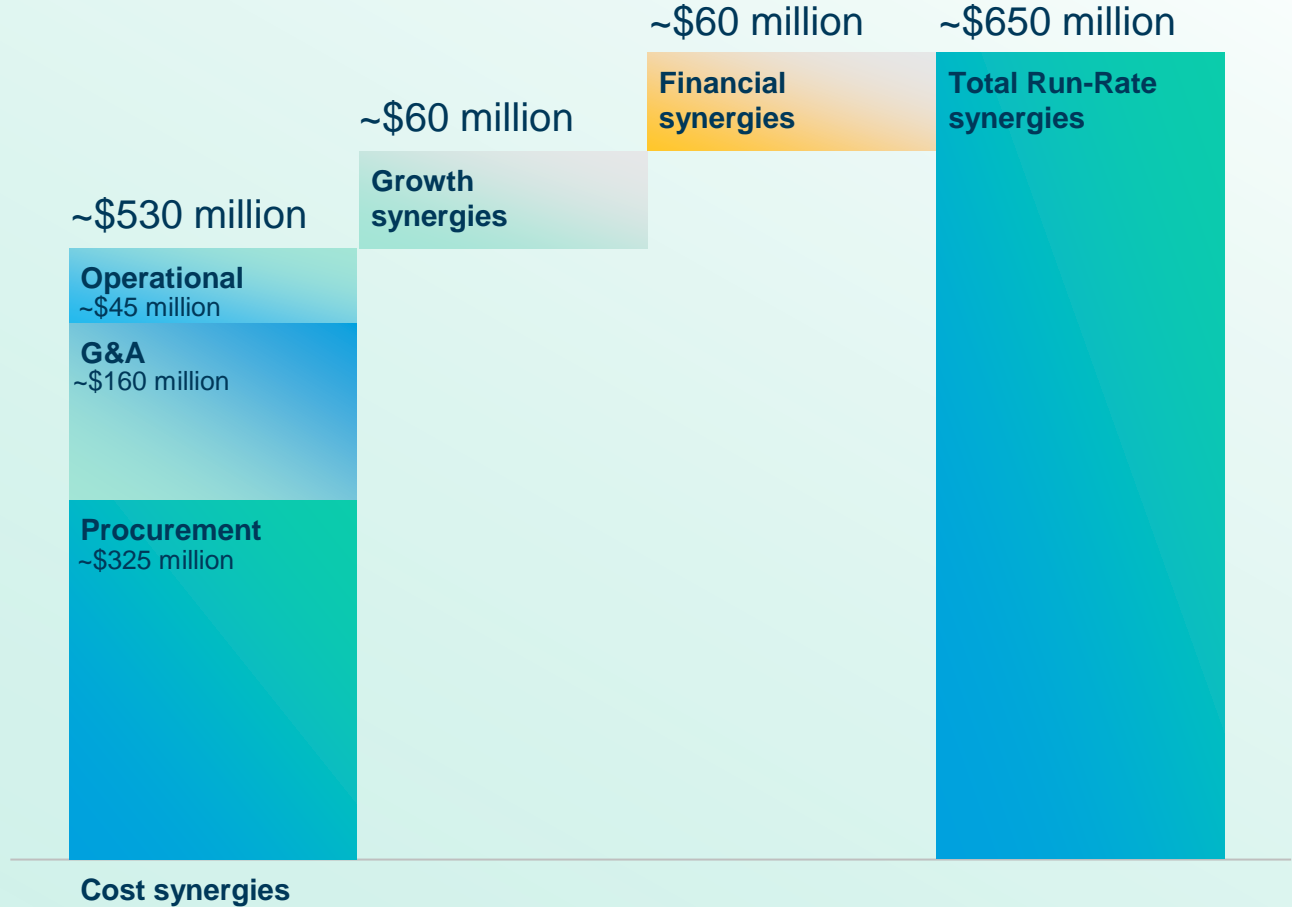 ~$530 million
Operational
~$45 million
G&A
~$160 million
Procurement
~$325 million
Cost synergies
~$60 million
Growth
synergies
~$60 million
Financial
synergies
~$650 million
Total Run-Rate
synergies